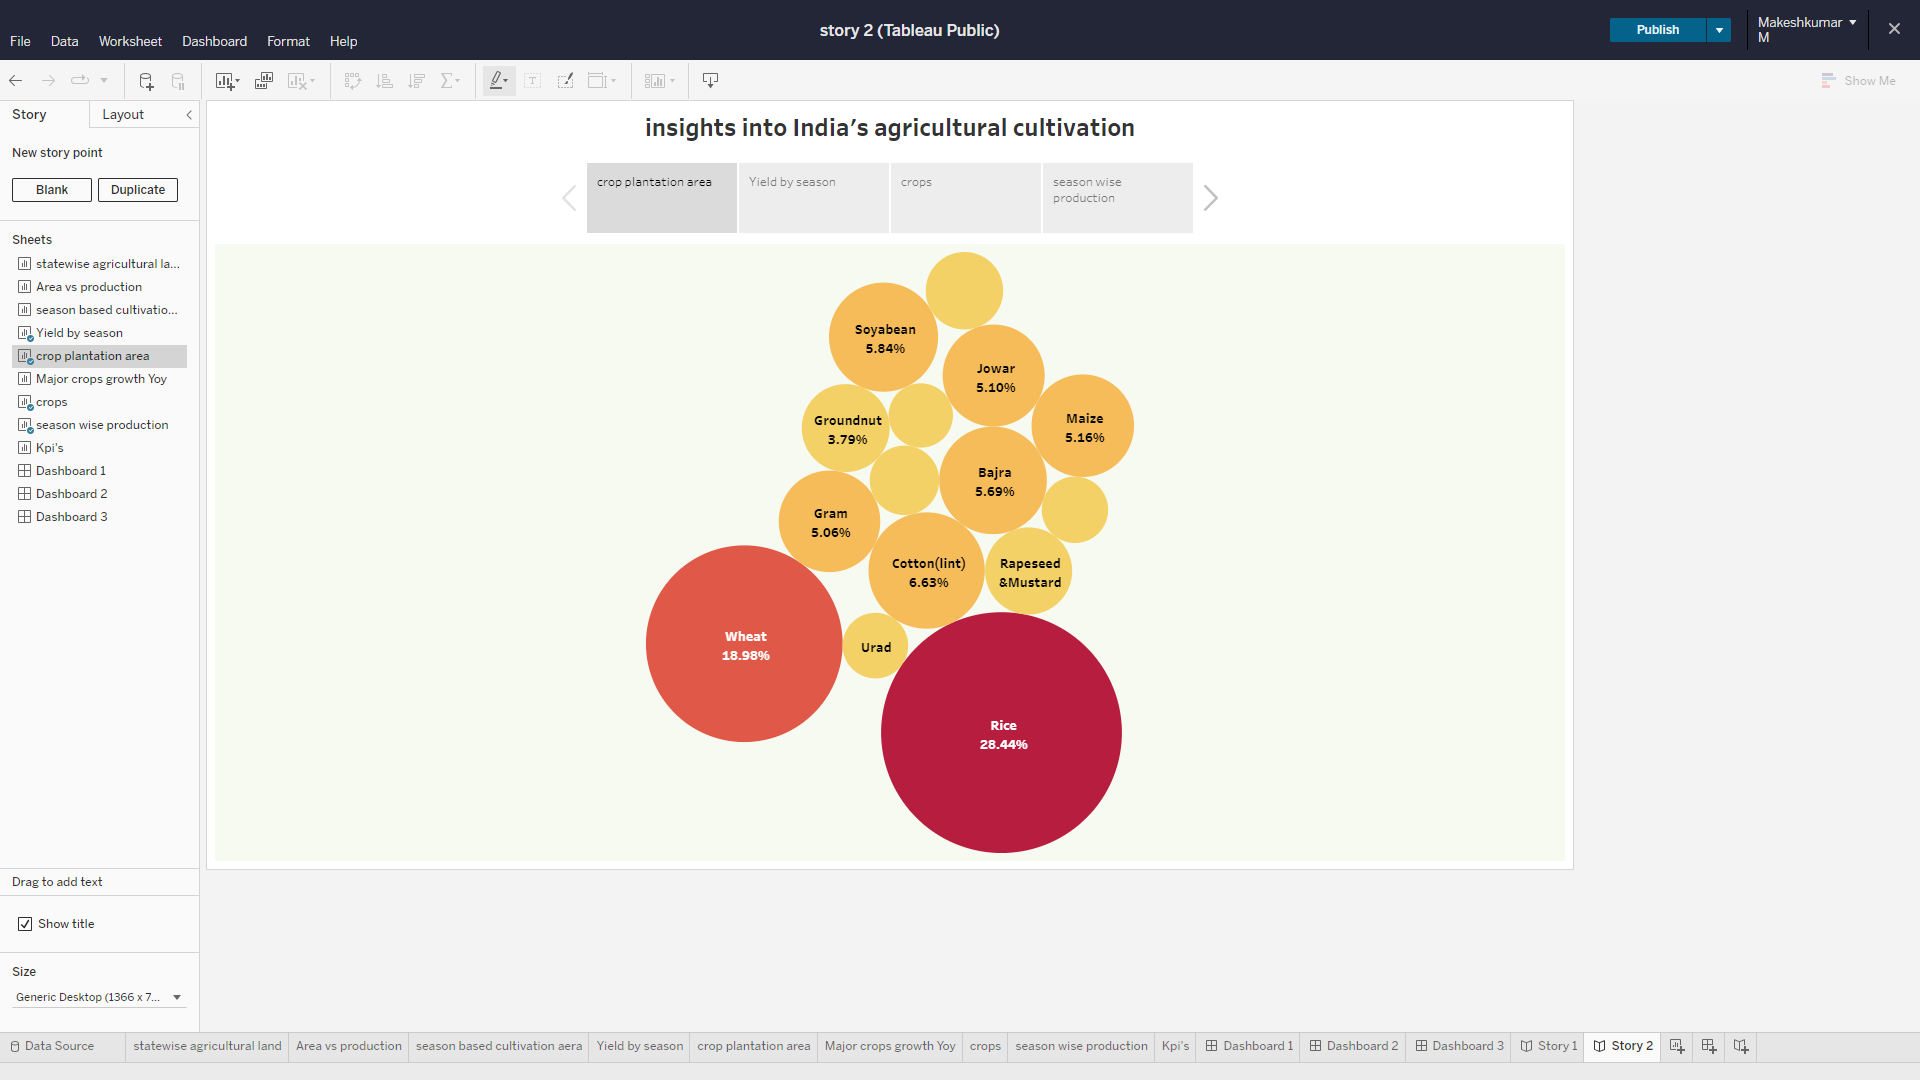 story 2 (Tableau Public)
Publish
Makeshkumar
M
File Data Worksheet Dashboard Format Help
Show Me
Story Layout
New story point
Blank Duplicate
Sheets
statewise agricultural la...
Area vs production
season based cultivatio...
Yield by season
crop plantation area
Major crops growth Yoy
crops
season wise production
Kpi's
Dashboard 1
Dashboard 2
Dashboard 3
Drag to add text
Show title
Size
Generic Desktop (1366 x 7...
insights into India's agricultural cultivation
crop plantation area
Yield by season
crops
season wise
production
Soyabean
5.84%
Jowar
5.10%
Maize
5.16%
Groundnut
3.79%
Bajra
5.69%
Gram
5.06%
Cotton(lint)
6.63%
Rapeseed
&Mustard
Wheat
18.98%
Urad
Rice
28.44%
Data Source statewise agricultural land Area vs production season based cultivation aera Yield by season crop plantation area Major crops growth Yoy crops season wise production Kpi's Dashboard 1 Dashboard 2 Dashboard 3 Story 1 Story 2